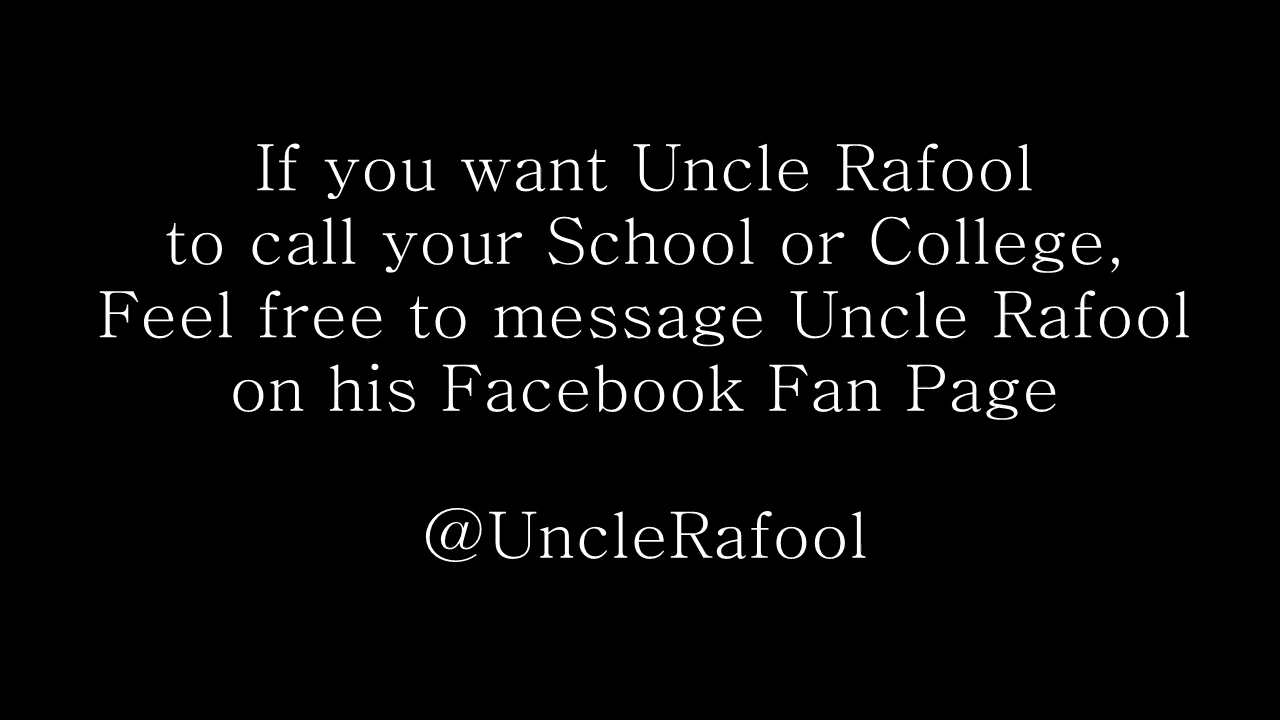 If you want Uncle Rafool
to call your School or College,
Feel free to message Uncle Rafool
on his Facebook Fan Page
@UncleRafool